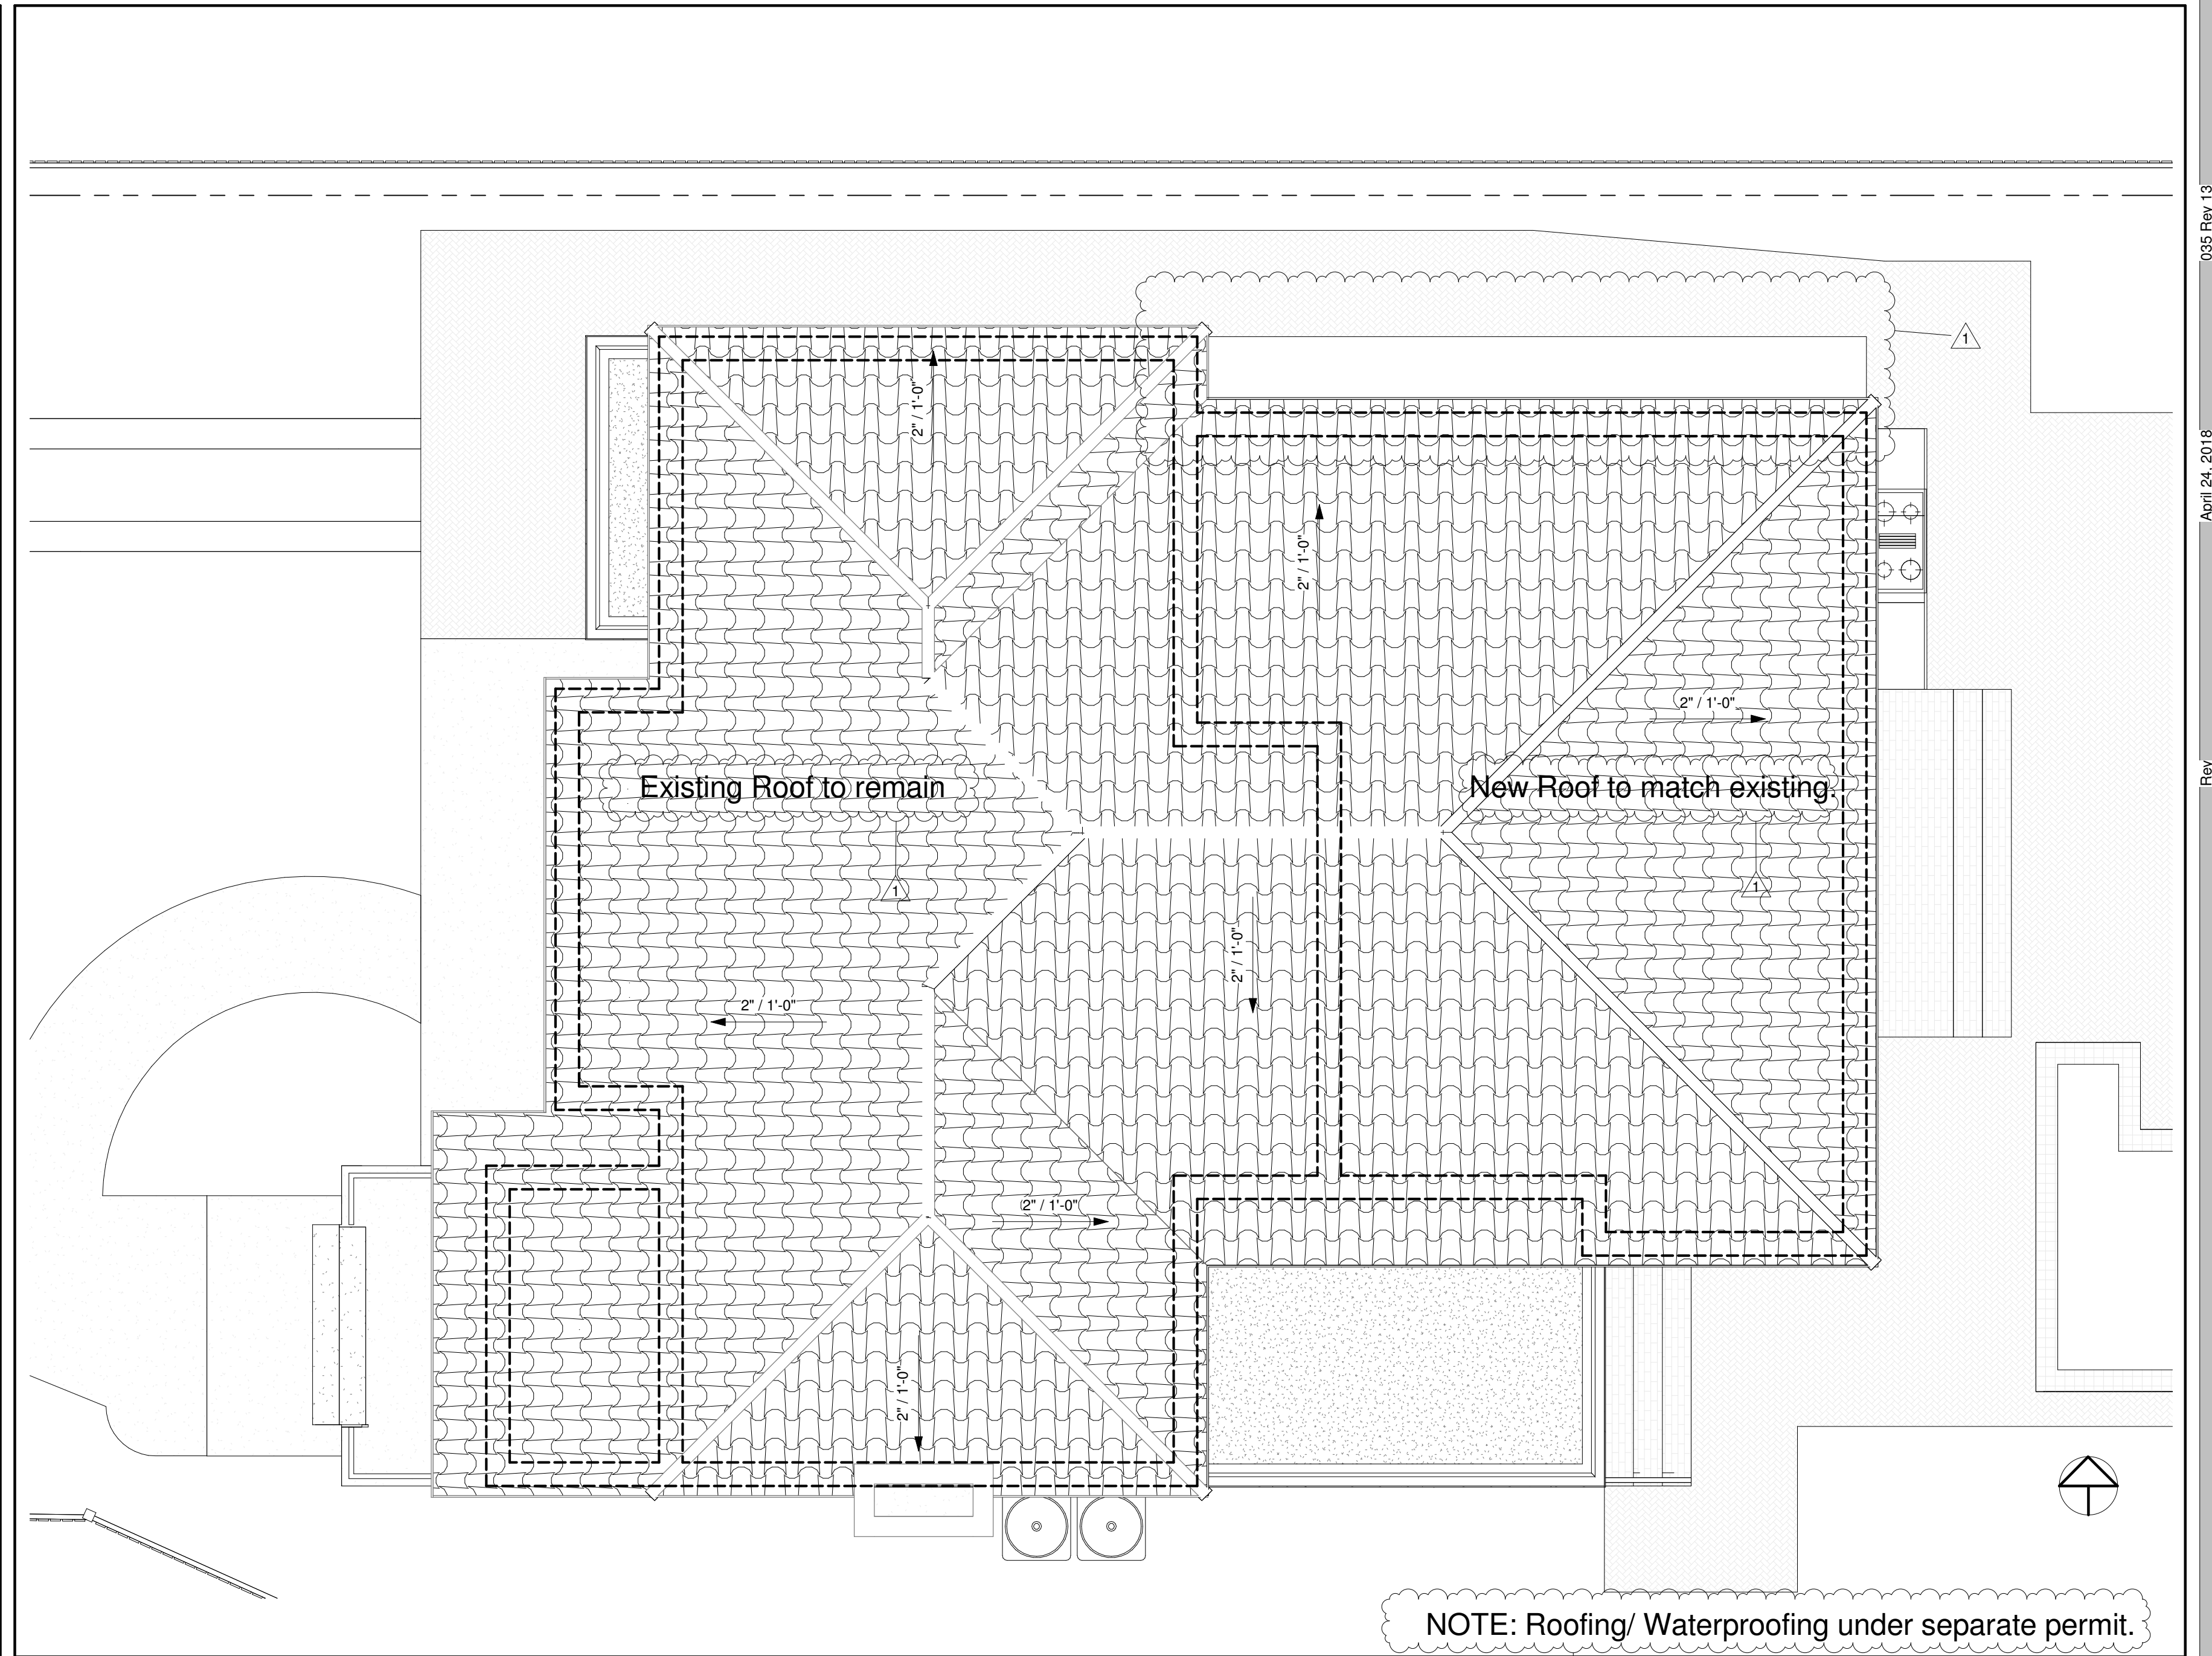 035 Rev 13
1
2" / 1'-0"
April 24, 2018
2" / 1'-0"
2" / 1'-0"
Rev
Existing Roof to remain
New Roof to match existing.
1
1
2" / 1'-0"
2" / 1'-0"
2" / 1'-0"
2" / 1'-0"
NOTE: Roofing/ Waterproofing under separate permit.